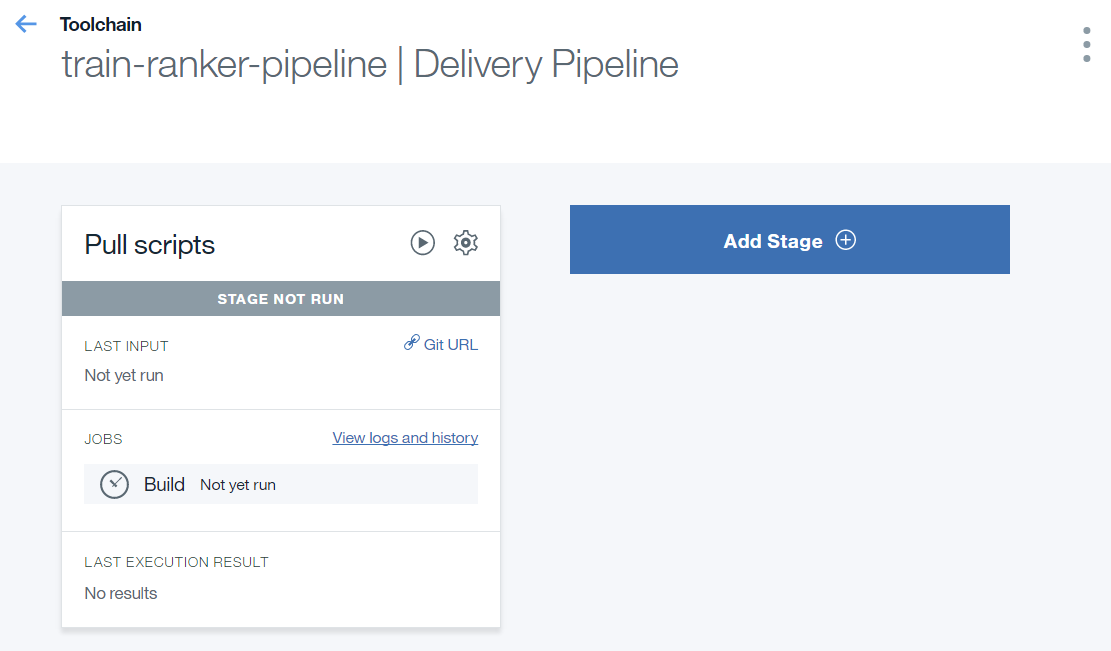 Toolchain
train-ranker-pipeline | Delivery Pipeline
Pull scripts
Add Stage
STAGE NOT RUN
LAST INPUT
Git URL
Not yet run
JOBS
View logs and history
Build Not yet run
LAST EXECUTION RESULT
No results